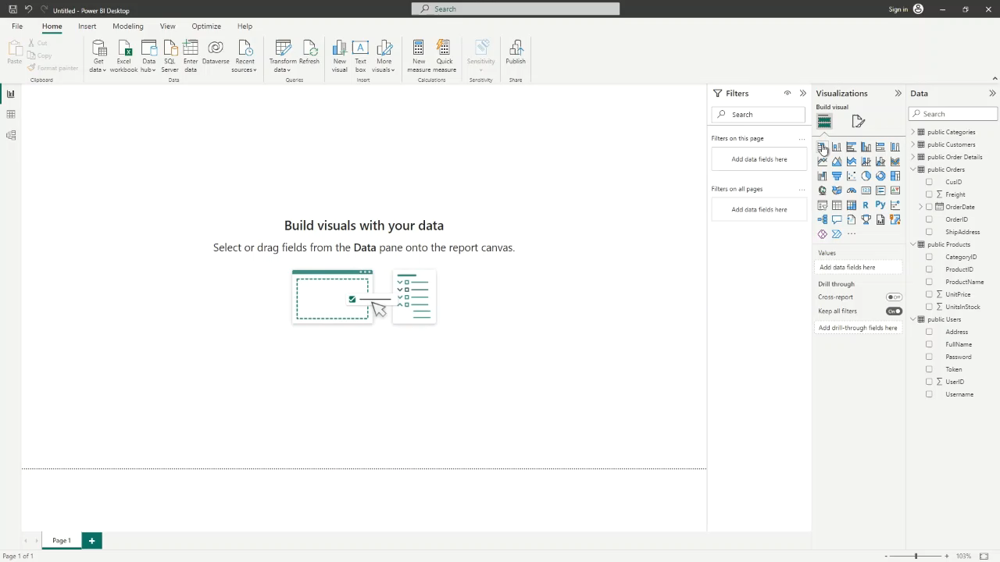 Untitled - Power BI Desktop
Search
Sign in
File Home Insert Modeling View Optimize Help
Paste
Cut
Copy
Format painter
Clipboard
Get data
Excel workbook
Data hub
SQL Server
Enter data
Dataverse
Recent sources
Data
Transform data
Refresh
Queries
New visual
Text box
More visuals
Insert
New measure
Quick measure
Calculations
Sensitivity
Sensitivity
Publish
Share
Build visuals with your data
Select or drag fields from the Data pane onto the report canvas.
Filters
Search
Filters on this page
...
Add data fields here
Filters on all pages
...
Add data fields here
Visualizations
Build visual
R
Py
123
...
Values
Add data fields here
Drill through
Cross-report
Off
Keep all filters
On
Add drill-through fields here
Data
Search
public Categories
public Customers
public Order Details
public Orders
CusID
∑ Freight
OrderDate
OrderID
ShipAddress
public Products
CategoryID
ProductID
ProductName
∑ UnitPrice
∑ UnitsInStock
public Users
Address
FullName
Password
Token
∑ UserID
Username
Page 1
+
Page 1 of 1
- + 103%